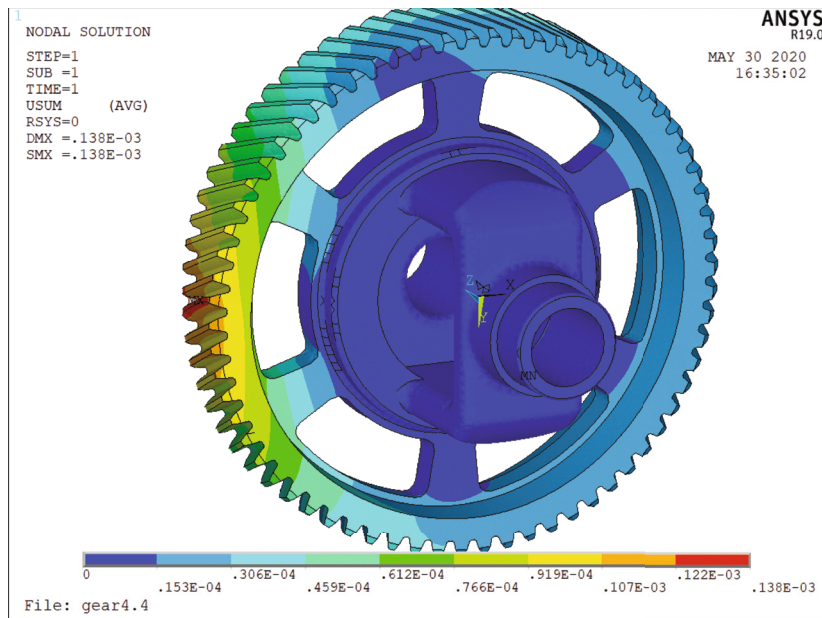 1
NODAL SOLUTION
STEP=1
SUB =1
TIME=1
USUM (AVG)
RSYS=0
DMX =.138E-03
SMX =.138E-03
ANSYS
R19.0
MAY 30 2020
16:35:02
MX
Z
X
Y
MN
0
.153E-04
.306E-04
.459E-04
.612E-04
.766E-04
.919E-04
.107E-03
.122E-03
.138E-03
File: gear4.4